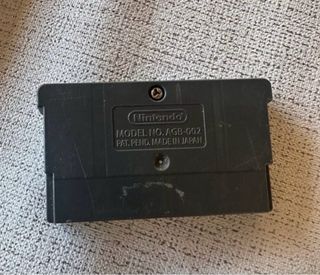 Nintendo
MODEL NO. AGB-002
PAT. PEND. MADE IN JAPAN